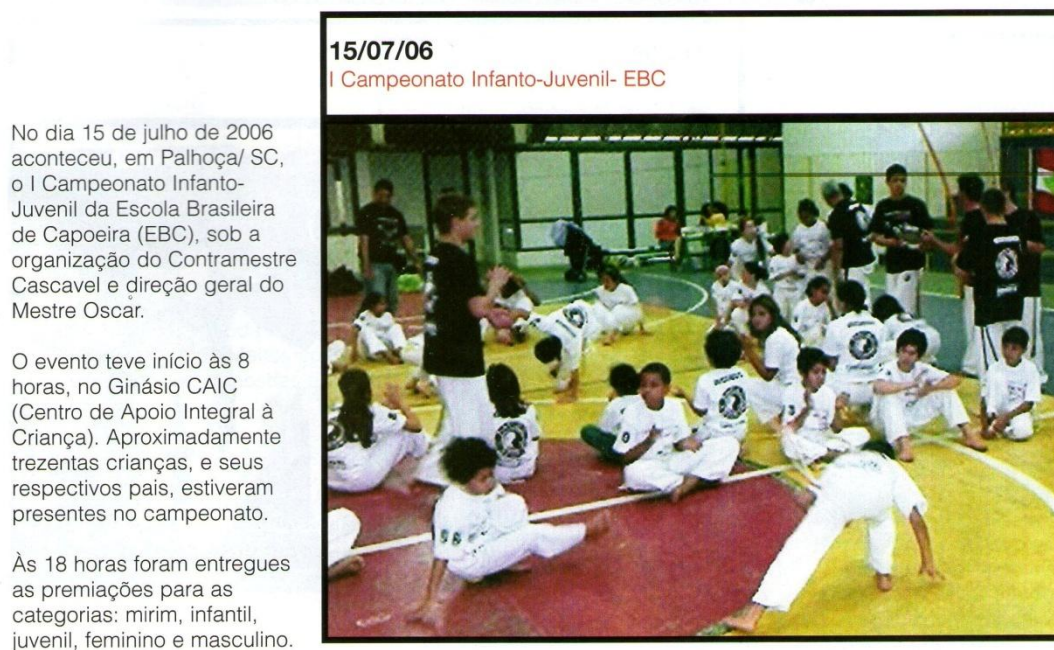 15/07/06
I Campeonato Infanto-Juvenil- EBC
No dia 15 de julho de 2006
aconteceu, em Palhoça/ SC,
o I Campeonato Infanto-
Juvenil da Escola Brasileira
de Capoeira (EBC), sob a
organização do Contramestre
Cascavel e direção geral do
Mestre Oscar.
O evento teve início às 8
horas, no Ginásio CAIC
(Centro de Apoio Integral à
Criança). Aproximadamente
trezentas crianças, e seus
respectivos pais, estiveram
presentes no campeonato.
Às 18 horas foram entregues
as premiações para as
categorias: mirim, infantil,
juvenil, feminino e masculino.